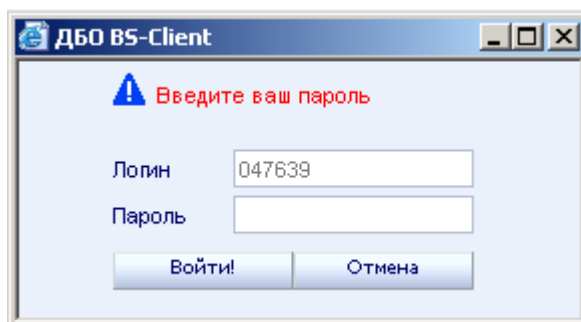 ДБО BS-Client
Введите ваш пароль
Логин 047639
Пароль
Войти! Отмена